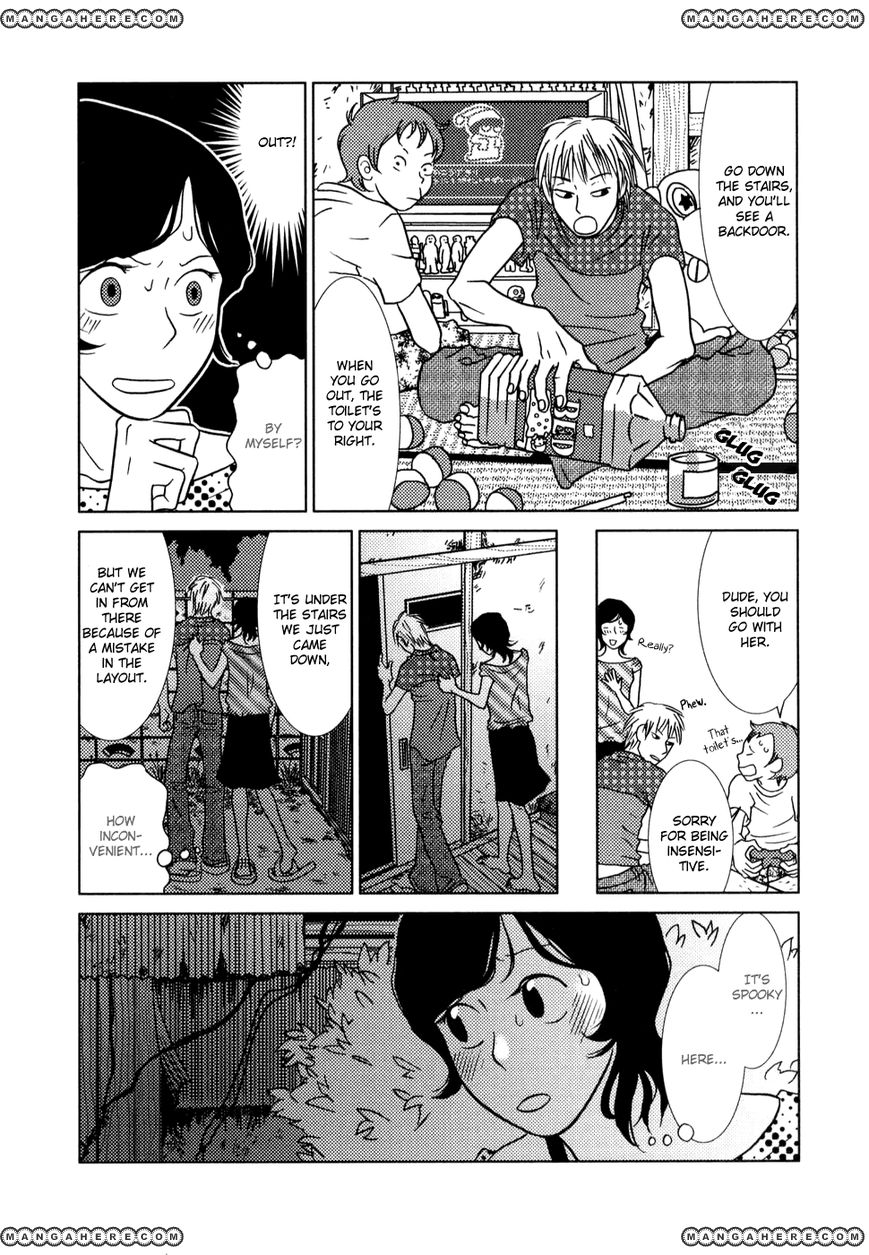 MANGAHERE.COM
MANGAHERE.COM
GO DOWN
THE STAIRS,
AND YOU'LL
SEE A
BACKDOOR.
WHEN
YOU GO
OUT, THE
TOILET'S
TO YOUR
RIGHT.
GLUG
GLUG
OUT?!
BY
MYSELF?
DUDE, YOU
SHOULD
GO WITH
HER.
Really?
Phew.
That
toilet's...
SORRY
FOR BEING
INSENSI-
TIVE.
IT'S UNDER
THE STAIRS
WE JUST
CAME
DOWN,
BUT WE
CAN'T GET
IN FROM
THERE
BECAUSE OF
A MISTAKE
IN THE
LAYOUT.
HOW
INCON-
VENIENT...
IT'S
SPOOKY
...
HERE...
MANGAHERE.COM
MANGAHERE.COM